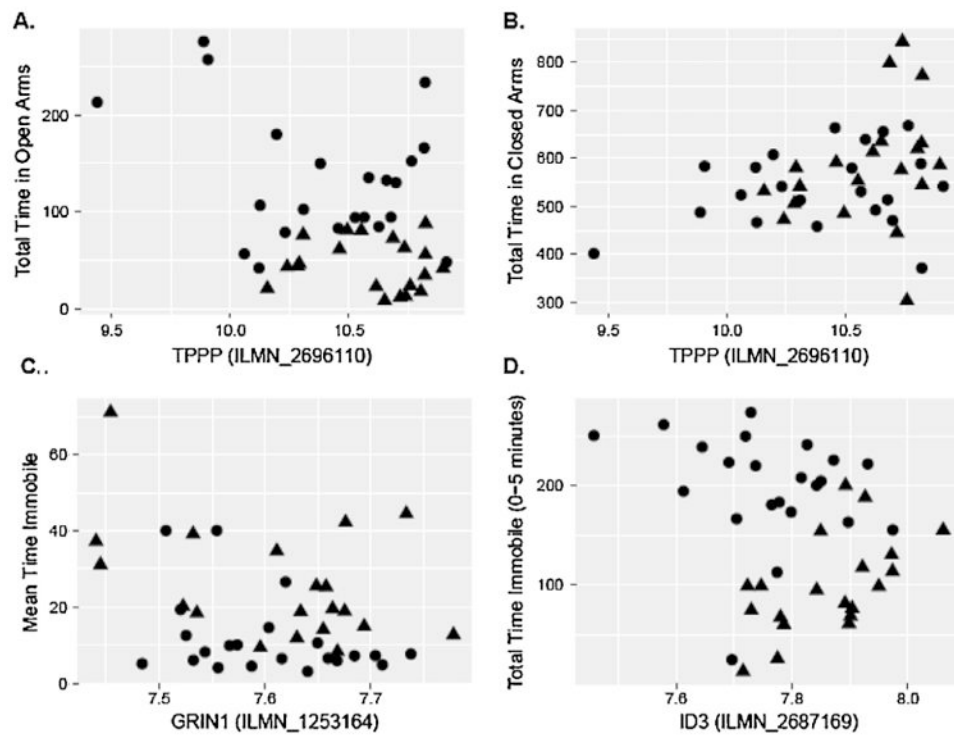 A.
B.
Total Time in Open Arms
200
100
0
9.5 10.0 10.5
TPPP (ILMN_2696110)
Total Time in Closed Arms
800
700
600
500
400
300
9.5 10.0 10.5
TPPP (ILMN_2696110)
C..
D.
Mean Time Immobile
60
40
20
0
7.5 7.6 7.7
GRIN1 (ILMN_1253164)
Total Time Immobile (0-5 minutes)
200
100
7.6 7.8 8.0
ID3 (ILMN_2687169)